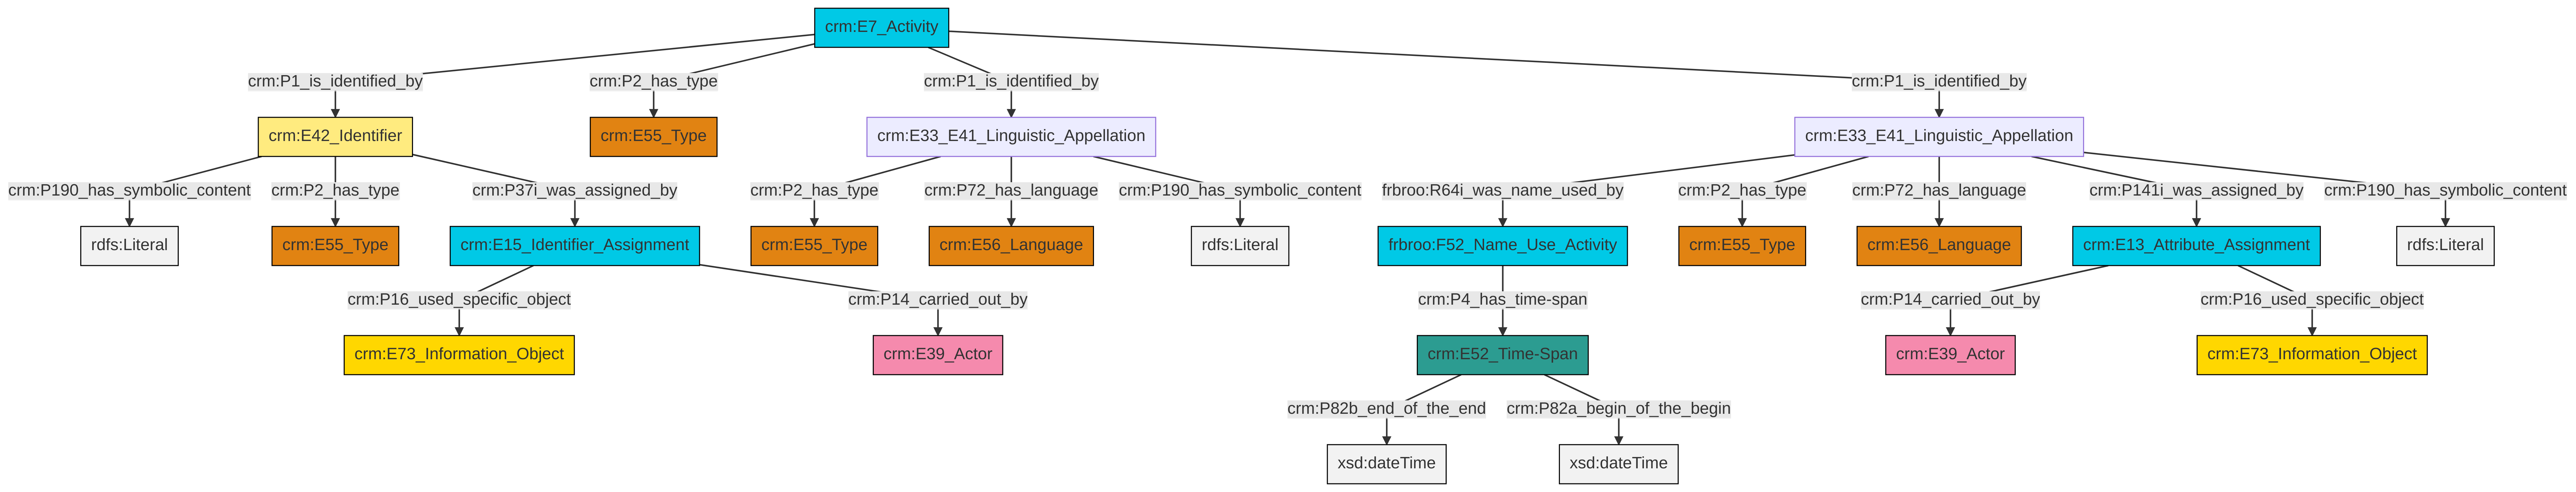 crm:E7_Activity
crm:P1_is_identified_by
crm:P2_has_type
crm:P1_is_identified_by
crm:P1_is_identified_by
crm:E42_Identifier
crm:E55_Type
crm:E33_E41_Linguistic_Appellation
crm:E33_E41_Linguistic_Appellation
crm:P190_has_symbolic_content
crm:P2_has_type
crm:P37i_was_assigned_by
crm:P2_has_type
crm:P72_has_language
crm:P190_has_symbolic_content
frbroo:R64i_was_name_used_by
crm:P2_has_type
crm:P72_has_language
crm:P141i_was_assigned_by
crm:P190_has_symbolic_content
rdfs:Literal
crm:E55_Type
crm:E15_Identifier_Assignment
crm:E55_Type
crm:E56_Language
rdfs:Literal
frbroo:F52_Name_Use_Activity
crm:E55_Type
crm:E56_Language
crm:E13_Attribute_Assignment
rdfs:Literal
crm:P16_used_specific_object
crm:P14_carried_out_by
crm:P4_has_time-span
crm:P14_carried_out_by
crm:P16_used_specific_object
crm:E73_Information_Object
crm:E39_Actor
crm:E52_Time-Span
crm:E39_Actor
crm:E73_Information_Object
crm:P82b_end_of_the_end
crm:P82a_begin_of_the_begin
xsd:dateTime
xsd:dateTime